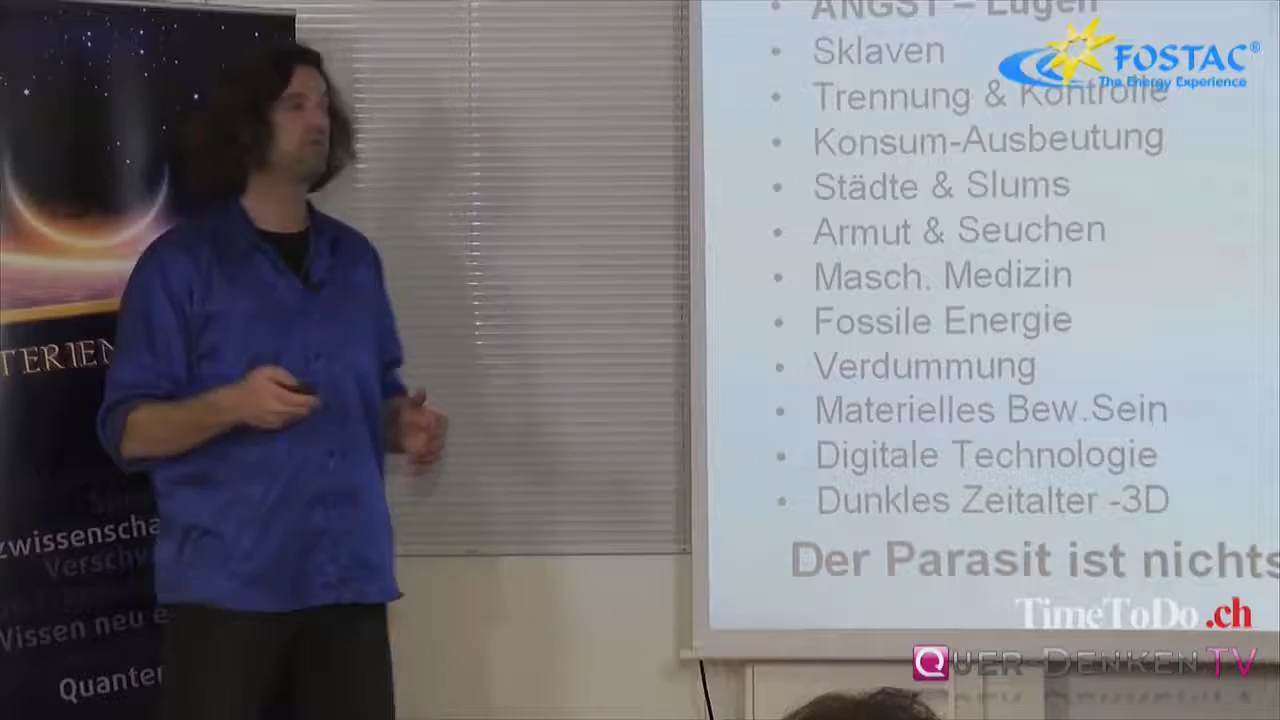 ANGST – Lügen
• Sklaven
• Trennung & Kontrolle
• Konsum-Ausbeutung
• Städte & Slums
• Armut & Seuchen
• Masch. Medizin
• Fossile Energie
• Verdummung
• Materielles Bew.Sein
• Digitale Technologie
• Dunkles Zeitalter -3D
Der Parasit ist nichts
FOSTAC®
The Energy Experience
TimeToDo.ch
QUER-DENKEN.TV
TERIEN
zwissenscha
Versch
Wissen neu e
Quanten